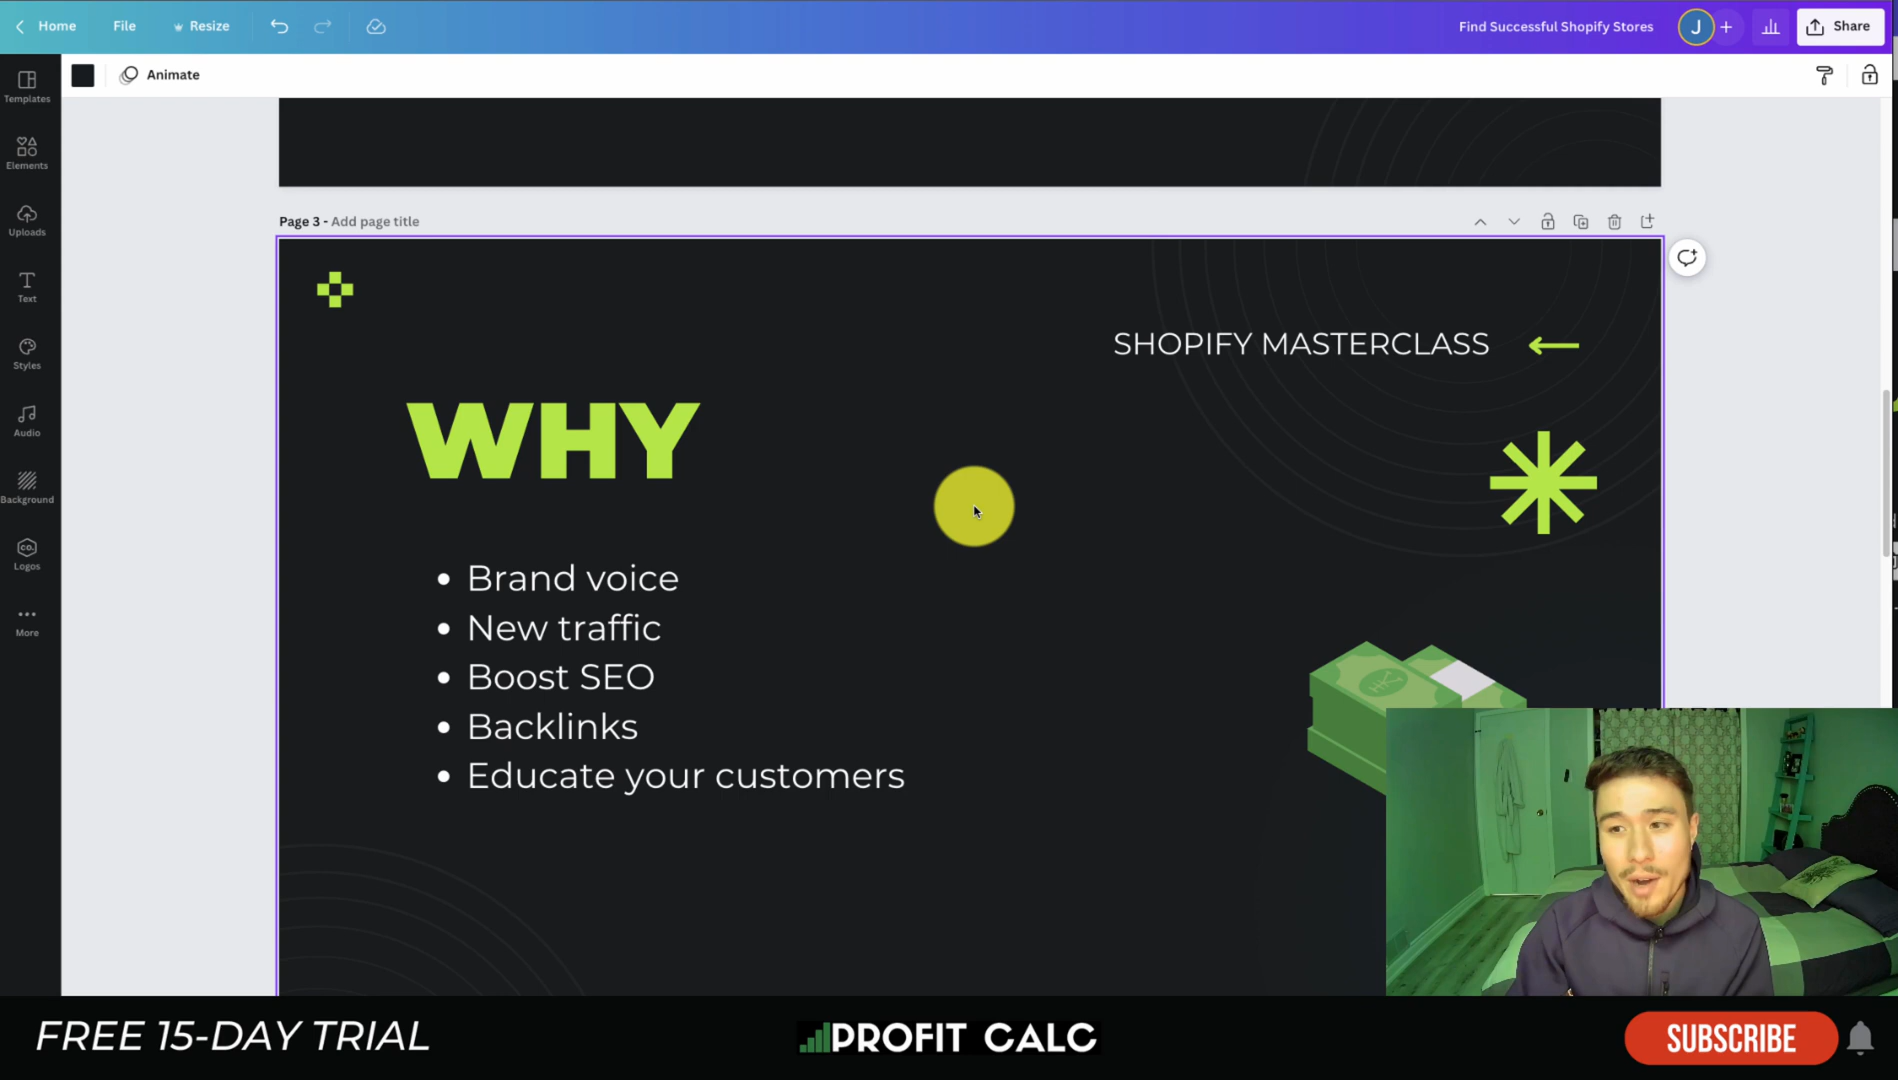 Home File Resize Find Successful Shopify Stores J + Share
Animate
Templates
Elements
Uploads
Text
Styles
Audio
Background
CO.
Logos
More
Page 3 - Add page title
SHOPIFY MASTERCLASS
WHY
• Brand voice
• New traffic
• Boost SEO
• Backlinks
• Educate your customers
FREE 15-DAY TRIAL PROFIT CALC SUBSCRIBE